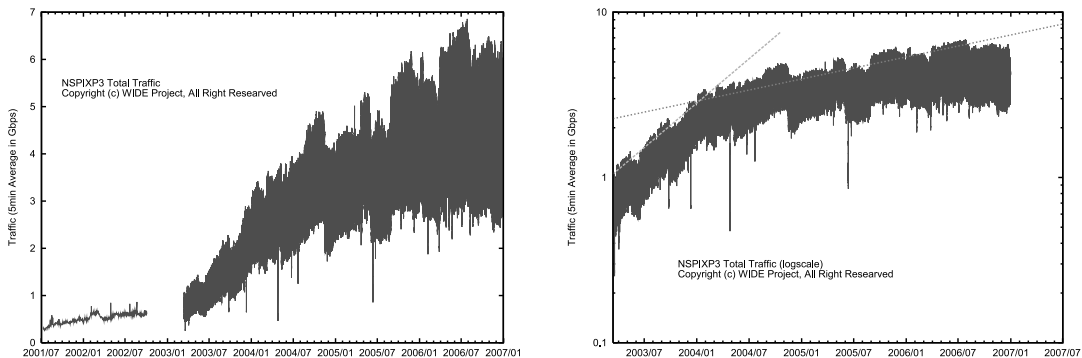 7
6
5
4
3
2
1
0
Traffic (5min Average in Gbps)
NSPIXP3 Total Traffic
Copyright (c) WIDE Project, All Right Researved
2001/07 2002/01 2002/07 2003/01 2003/07 2004/01 2004/07 2005/01 2005/07 2006/01 2006/07 2007/01
10
1
0.1
Traffic (5min Average in Gbps)
NSPIXP3 Total Traffic (logscale)
Copyright (c) WIDE Project, All Right Researved
2003/07 2004/01 2004/07 2005/01 2005/07 2006/01 2006/07 2007/01 2007/07